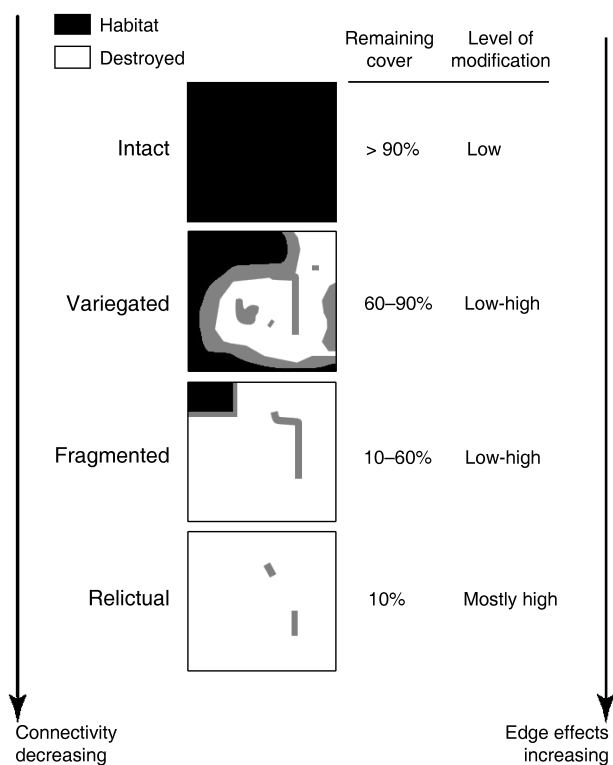 Habitat
Destroyed
Remaining cover
Level of modification
Intact
> 90%
Low
Variegated
60–90%
Low-high
Fragmented
10–60%
Low-high
Relictual
10%
Mostly high
Connectivity
decreasing
Edge effects
increasing